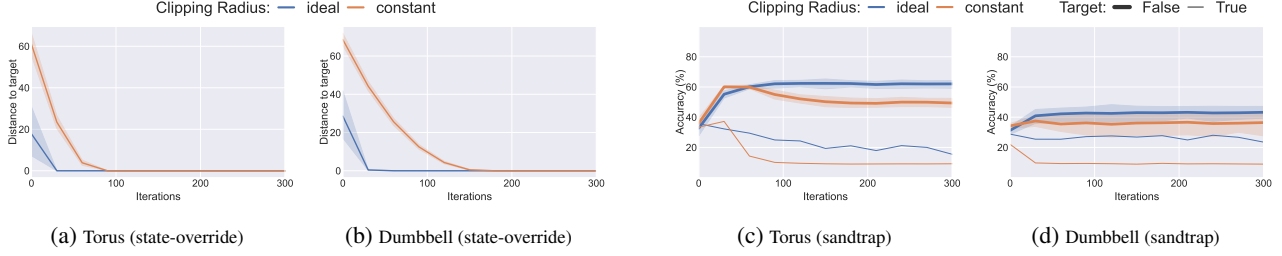 Clipping Radius: ideal constant
Clipping Radius: ideal constant Target: False True
Distance to target
60
40
20
0
0 100 200 300
Iterations
Distance to target
60
40
20
0
0 100 200 300
Iterations
Accuracy (%)
80
60
40
20
0 100 200 300
Iterations
Accuracy (%)
80
60
40
20
0 100 200 300
Iterations
(a) Torus (state-override)
(b) Dumbbell (state-override)
(c) Torus (sandtrap)
(d) Dumbbell (sandtrap)